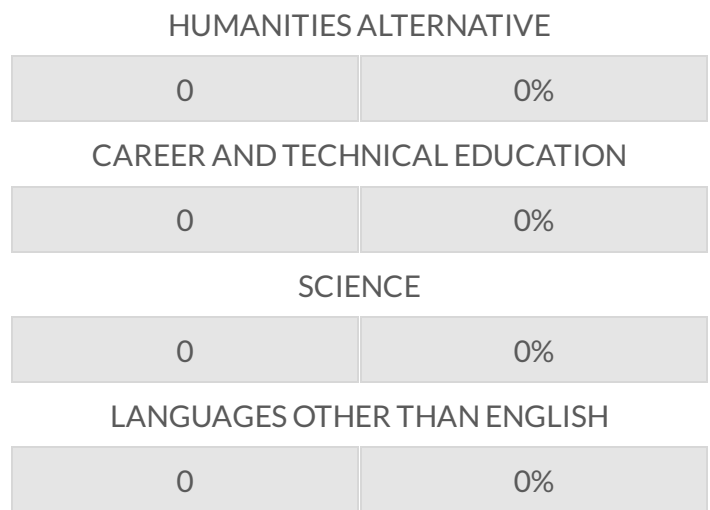 HUMANITIES ALTERNATIVE
0 0%
CAREER AND TECHNICAL EDUCATION
0 0%
SCIENCE
0 0%
LANGUAGES OTHER THAN ENGLISH
0 0%